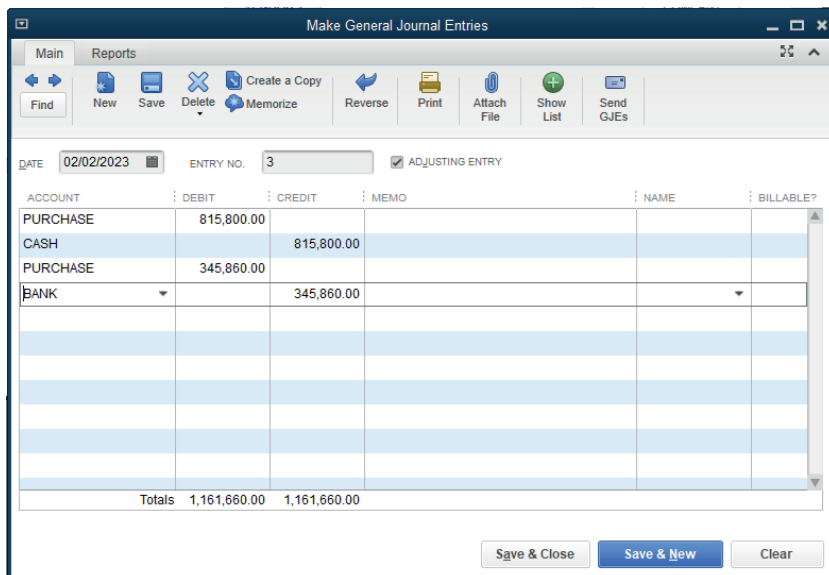 Make General Journal Entries
Main Reports
Find New Save Delete Create a Copy Memorize Reverse Print Attach File Show List Send GJEs
DATE 02/02/2023 ENTRY NO. 3 ADJUSTING ENTRY
ACCOUNT DEBIT CREDIT MEMO NAME BILLABLE?
PURCHASE 815,800.00
CASH 815,800.00
PURCHASE 345,860.00
BANK 345,860.00
Totals 1,161,660.00 1,161,660.00
Save & Close Save & New Clear